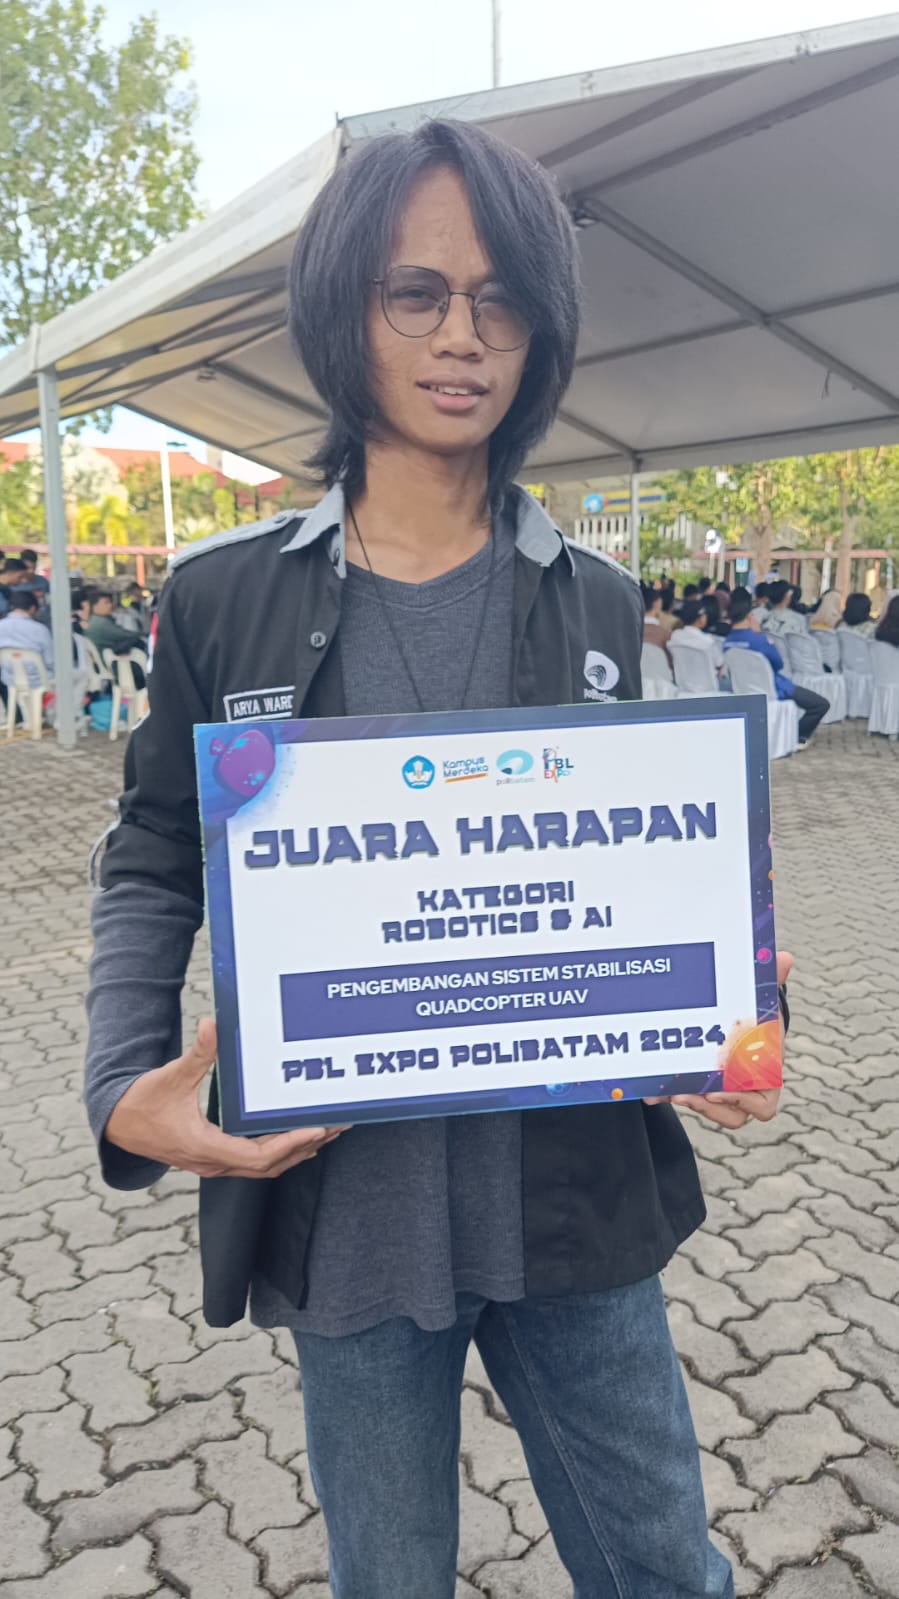 ARYA WARD
polibatam
Kampus
Merdeka
polibatam
PBL
EXPO
JUARA HARAPAN
KATEGORI
ROBOTICS & AI
PENGEMBANGAN SISTEM STABILISASI
QUADCOPTER UAV
PBL EXPO POLIBATAM 2024